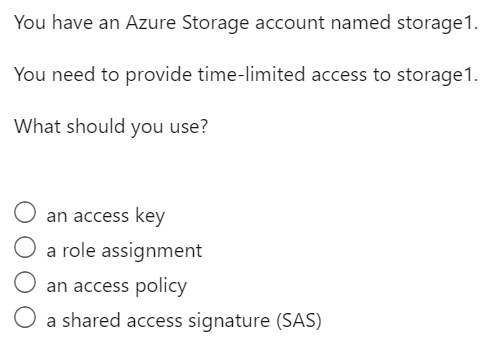 You have an Azure Storage account named storage1.
You need to provide time-limited access to storage1.
What should you use?
an access key
a role assignment
an access policy
a shared access signature (SAS)